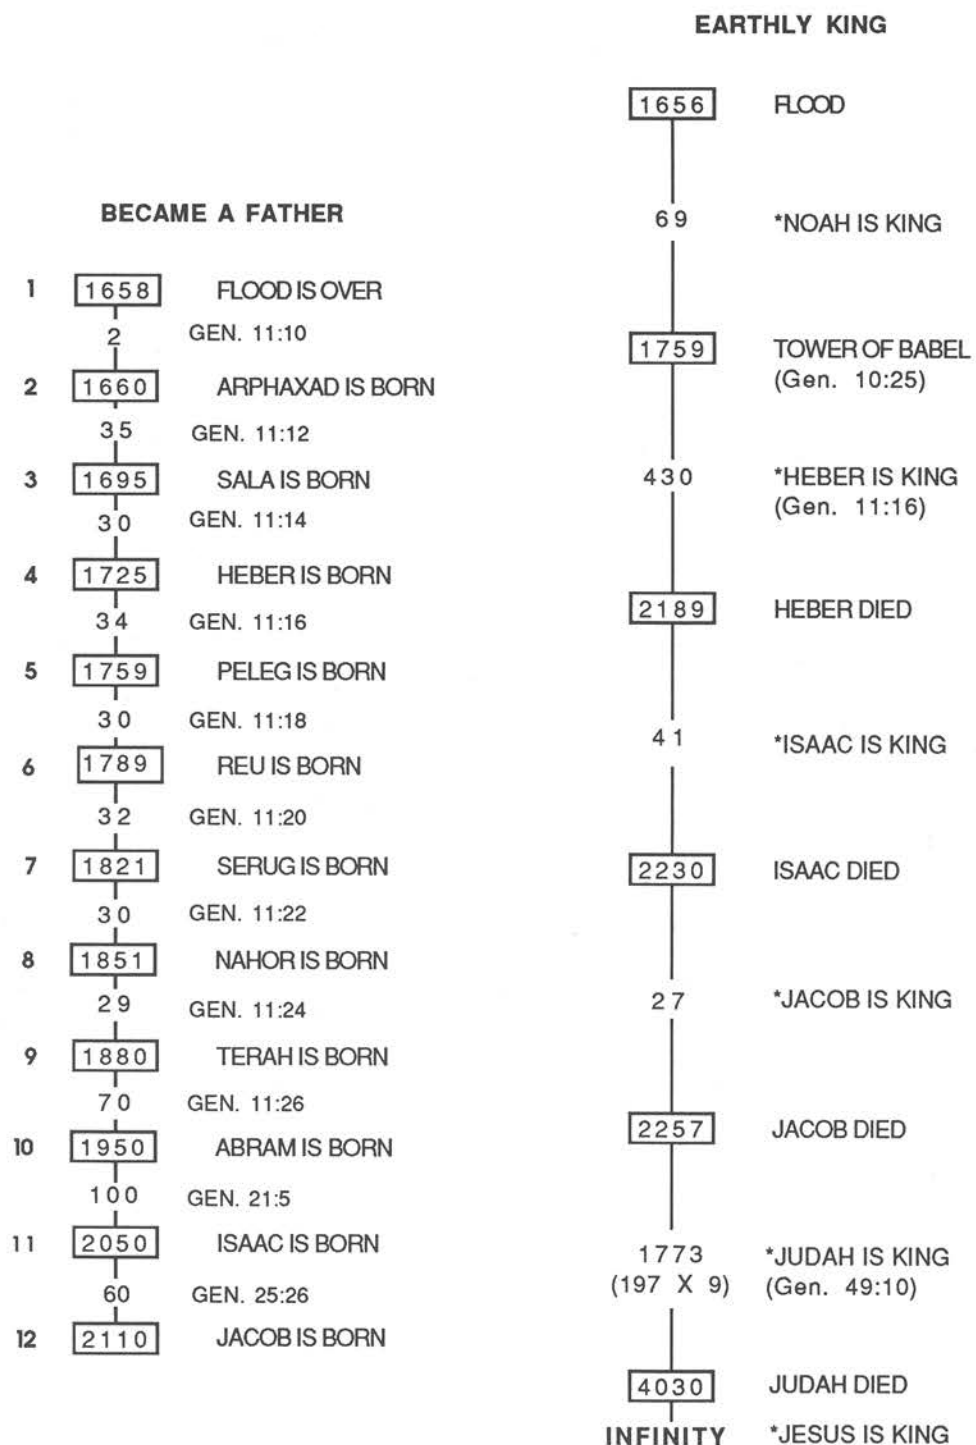 EARTHLY KING
1656 FLOOD
69 *NOAH IS KING
1759 TOWER OF BABEL
(Gen. 10:25)
430 *HEBER IS KING
(Gen. 11:16)
2189 HEBER DIED
41 *ISAAC IS KING
2230 ISAAC DIED
27 *JACOB IS KING
2257 JACOB DIED
1773 *JUDAH IS KING
(197 X 9) (Gen. 49:10)
4030 JUDAH DIED
INFINITY *JESUS IS KING
BECAME A FATHER
1 1658 FLOOD IS OVER
2 GEN. 11:10
2 1660 ARPHAXAD IS BORN
35 GEN. 11:12
3 1695 SALA IS BORN
30 GEN. 11:14
4 1725 HEBER IS BORN
34 GEN. 11:16
5 1759 PELEG IS BORN
30 GEN. 11:18
6 1789 REU IS BORN
32 GEN. 11:20
7 1821 SERUG IS BORN
30 GEN. 11:22
8 1851 NAHOR IS BORN
29 GEN. 11:24
9 1880 TERAH IS BORN
70 GEN. 11:26
10 1950 ABRAM IS BORN
100 GEN. 21:5
11 2050 ISAAC IS BORN
60 GEN. 25:26
12 2110 JACOB IS BORN